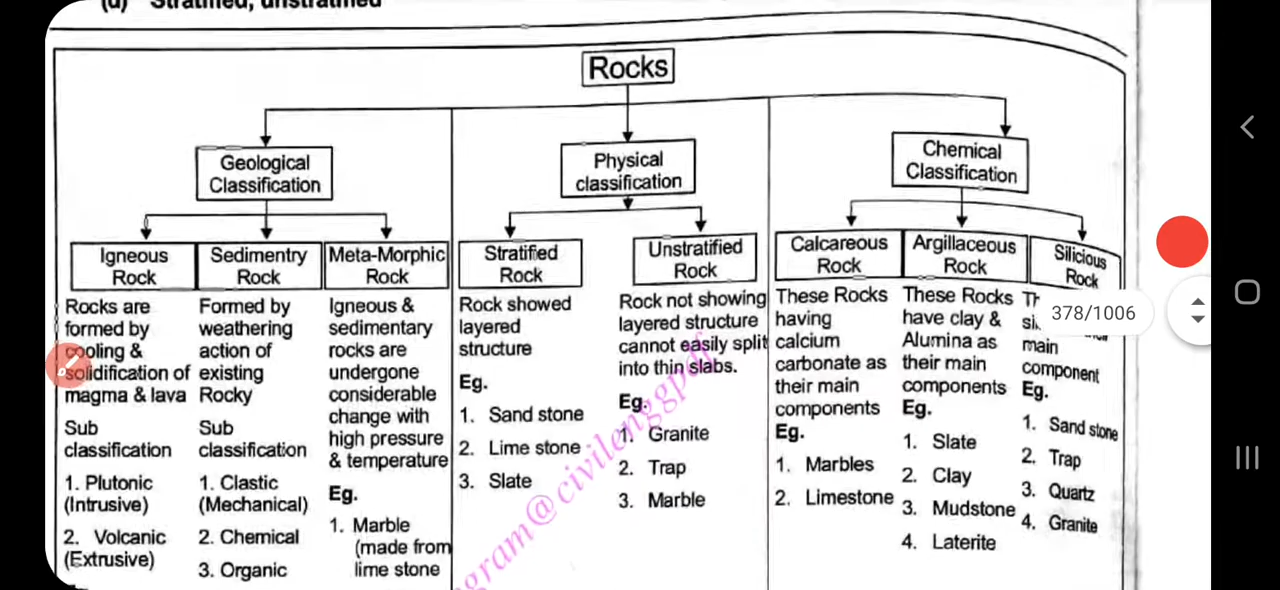 (d) Stratified, unstratified
Rocks
Geological
Classification
Physical
classification
Chemical
Classification
Igneous
Rock
Sedimentry
Rock
Meta-Morphic
Rock
Stratified
Rock
Unstratified
Rock
Calcareous
Rock
Argillaceous
Rock
Silicious
Rock
Rocks are
formed by
cooling &
solidification of
magma & lava
Sub
classification
1. Plutonic
(Intrusive)
2. Volcanic
(Extrusive)
Formed by
weathering
action of
existing
Rocky
Sub
classification
1. Clastic
(Mechanical)
2. Chemical
3. Organic
Igneous &
sedimentary
rocks are
undergone
considerable
change with
high pressure
& temperature
Eg.
1. Marble
(made from
lime stone
Rock showed
layered
structure
Eg.
1. Sand stone
2. Lime stone
3. Slate
Rock not showing
layered structure
cannot easily split
into thin slabs.
Eg.
1. Granite
2. Trap
3. Marble
These Rocks
having
calcium
carbonate as
their main
components
Eg.
1. Marbles
2. Limestone
These Rocks
have clay &
Alumina as
their main
components
Eg.
1. Slate
2. Clay
3. Mudstone
4. Laterite
main
component
Eg.
1. Sand stone
2. Trap
3. Quartz
4. Granite
378/1006
gram@civilenggpdf